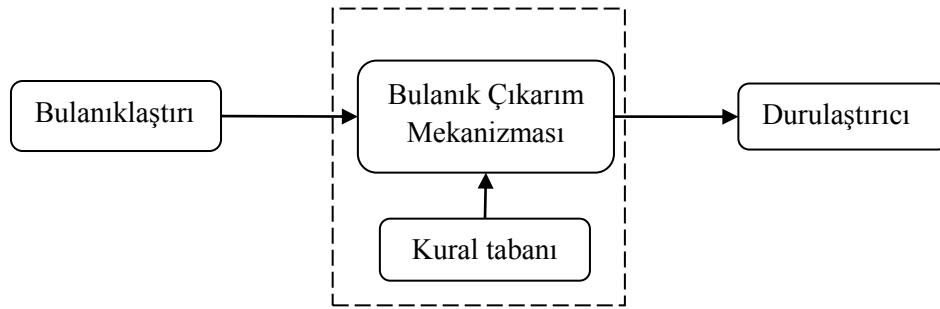 Bulanıklaştırı
Bulanık Çıkarım
Mekanizması
Durulaştırıcı
Kural tabanı